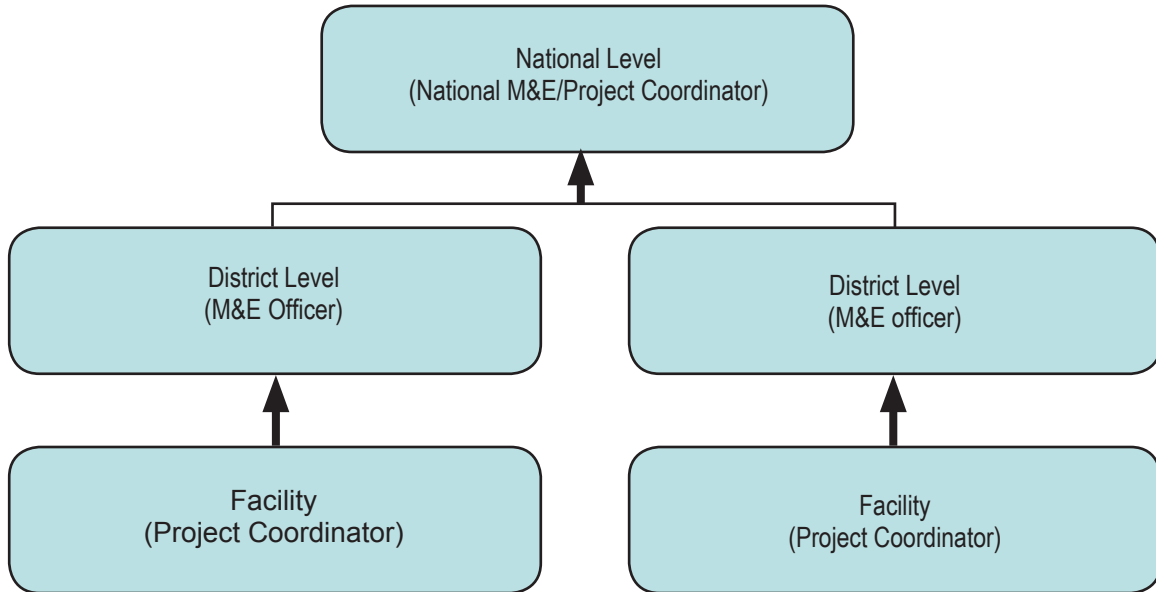 National Level
(National M&E/Project Coordinator)
District Level
(M&E Officer)
District Level
(M&E officer)
Facility
(Project Coordinator)
Facility
(Project Coordinator)